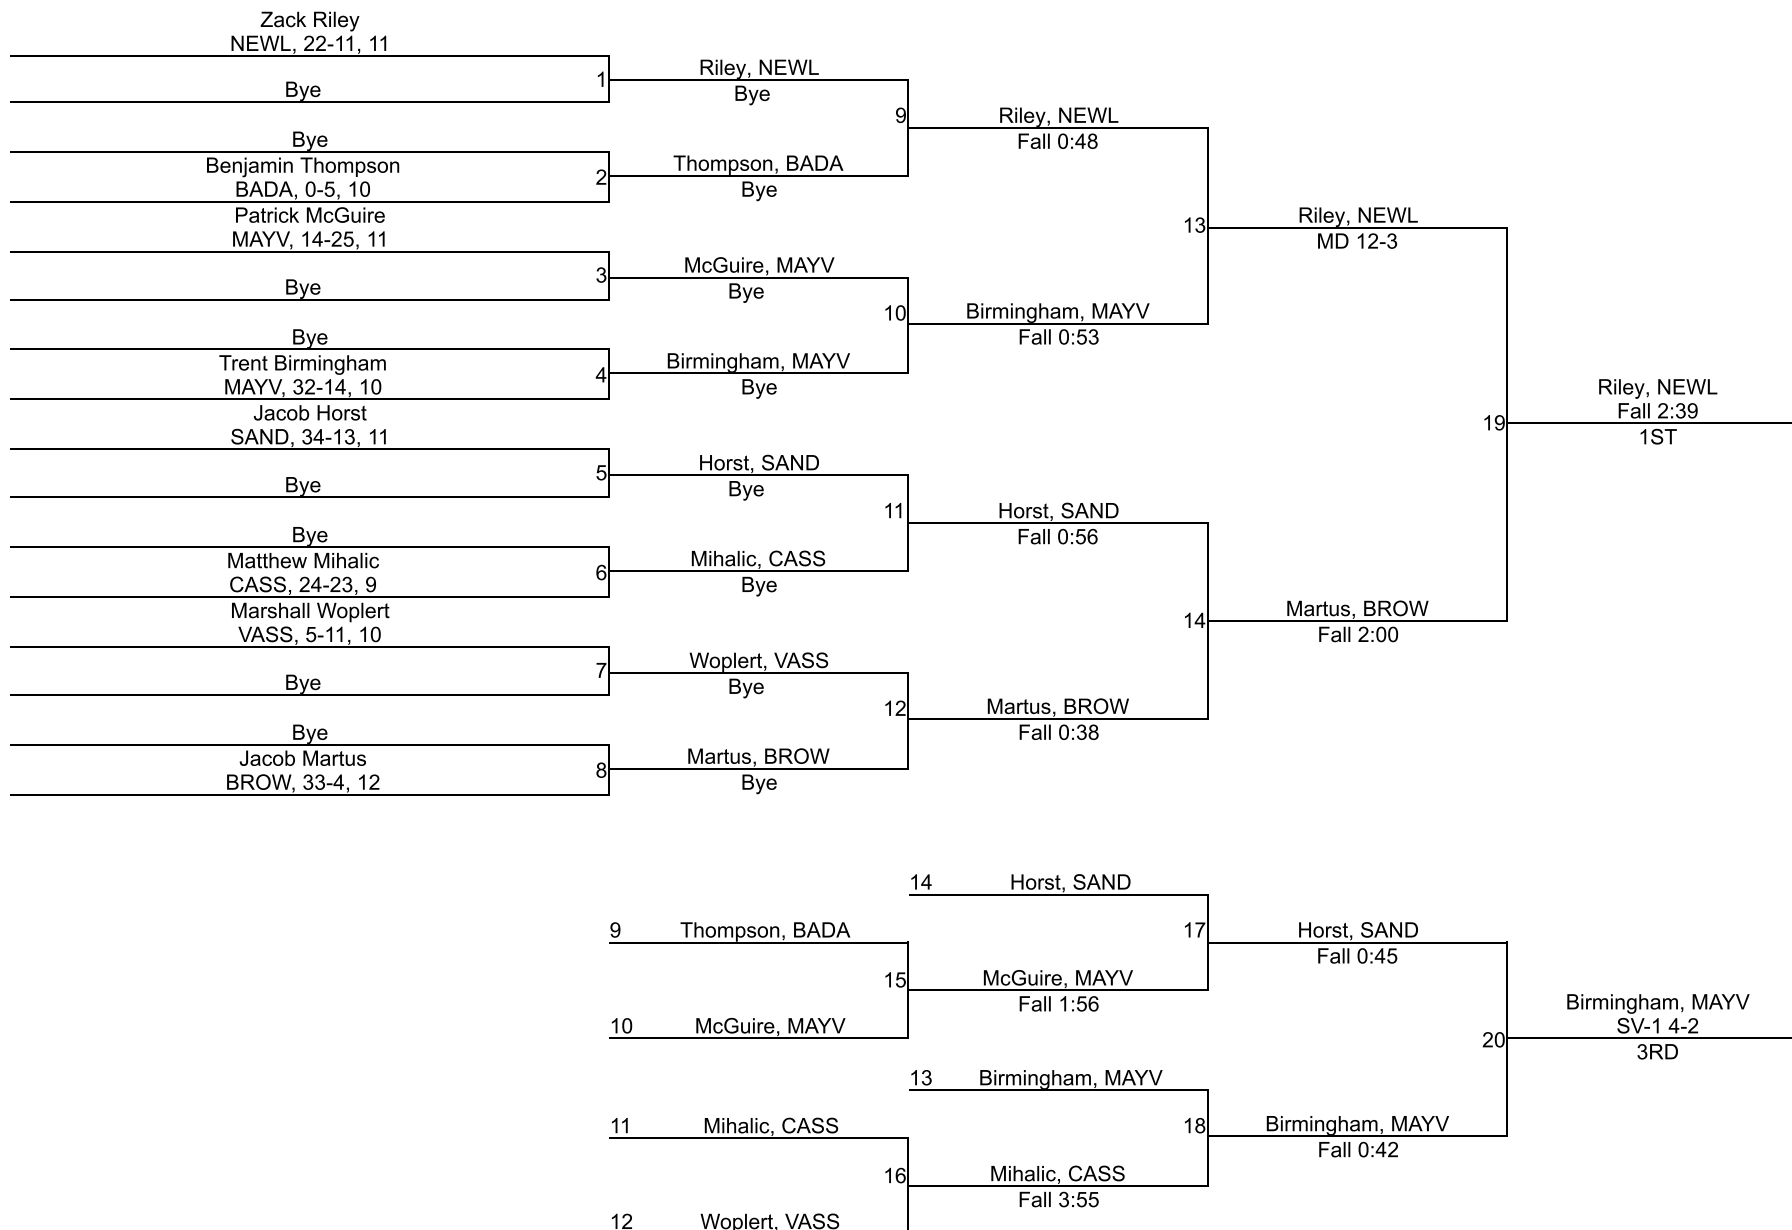 Zack Riley
NEWL, 22-11, 11
Bye
1
Bye
Benjamin Thompson
BADA, 0-5, 10
2
Patrick McGuire
MAYV, 14-25, 11
Bye
3
Bye
Trent Birmingham
MAYV, 32-14, 10
4
Jacob Horst
SAND, 34-13, 11
Bye
5
Bye
Matthew Mihalic
CASS, 24-23, 9
6
Marshall Woplert
VASS, 5-11, 10
Bye
7
Bye
Jacob Martus
BROW, 33-4, 12
8
Riley, NEWL
Bye
9
Thompson, BADA
Bye
McGuire, MAYV
Bye
10
Birmingham, MAYV
Bye
Horst, SAND
Bye
11
Mihalic, CASS
Bye
Woplert, VASS
Bye
12
Martus, BROW
Bye
Riley, NEWL
Fall 0:48
13
Birmingham, MAYV
Fall 0:53
Horst, SAND
Fall 0:56
14
Martus, BROW
Fall 0:38
Riley, NEWL
MD 12-3
19
Martus, BROW
Fall 2:00
Riley, NEWL
Fall 2:39
1ST
9 Thompson, BADA
15
10 McGuire, MAYV
11 Mihalic, CASS
16
12 Woplert, VASS
14 Horst, SAND
17
McGuire, MAYV
Fall 1:56
13 Birmingham, MAYV
18
Mihalic, CASS
Fall 3:55
Horst, SAND
Fall 0:45
20
Birmingham, MAYV
Fall 0:42
Birmingham, MAYV
SV-1 4-2
3RD